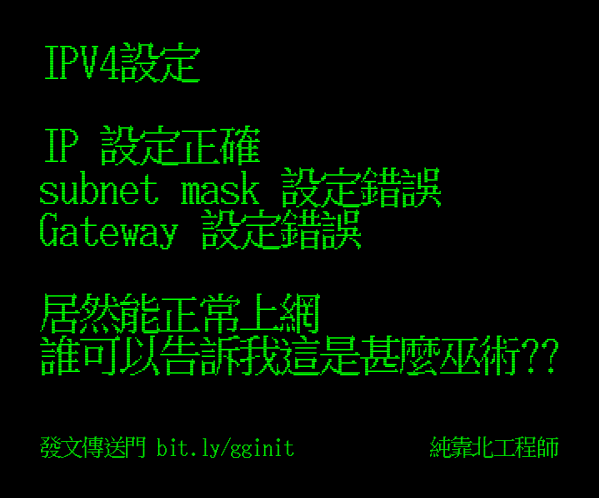 IPV4設定
IP 設定正確
subnet mask 設定錯誤
Gateway 設定錯誤
居然能正常上網
誰可以告訴我這是甚麼巫術??
發文傳送門 bit.ly/gginit
純靠北工程師